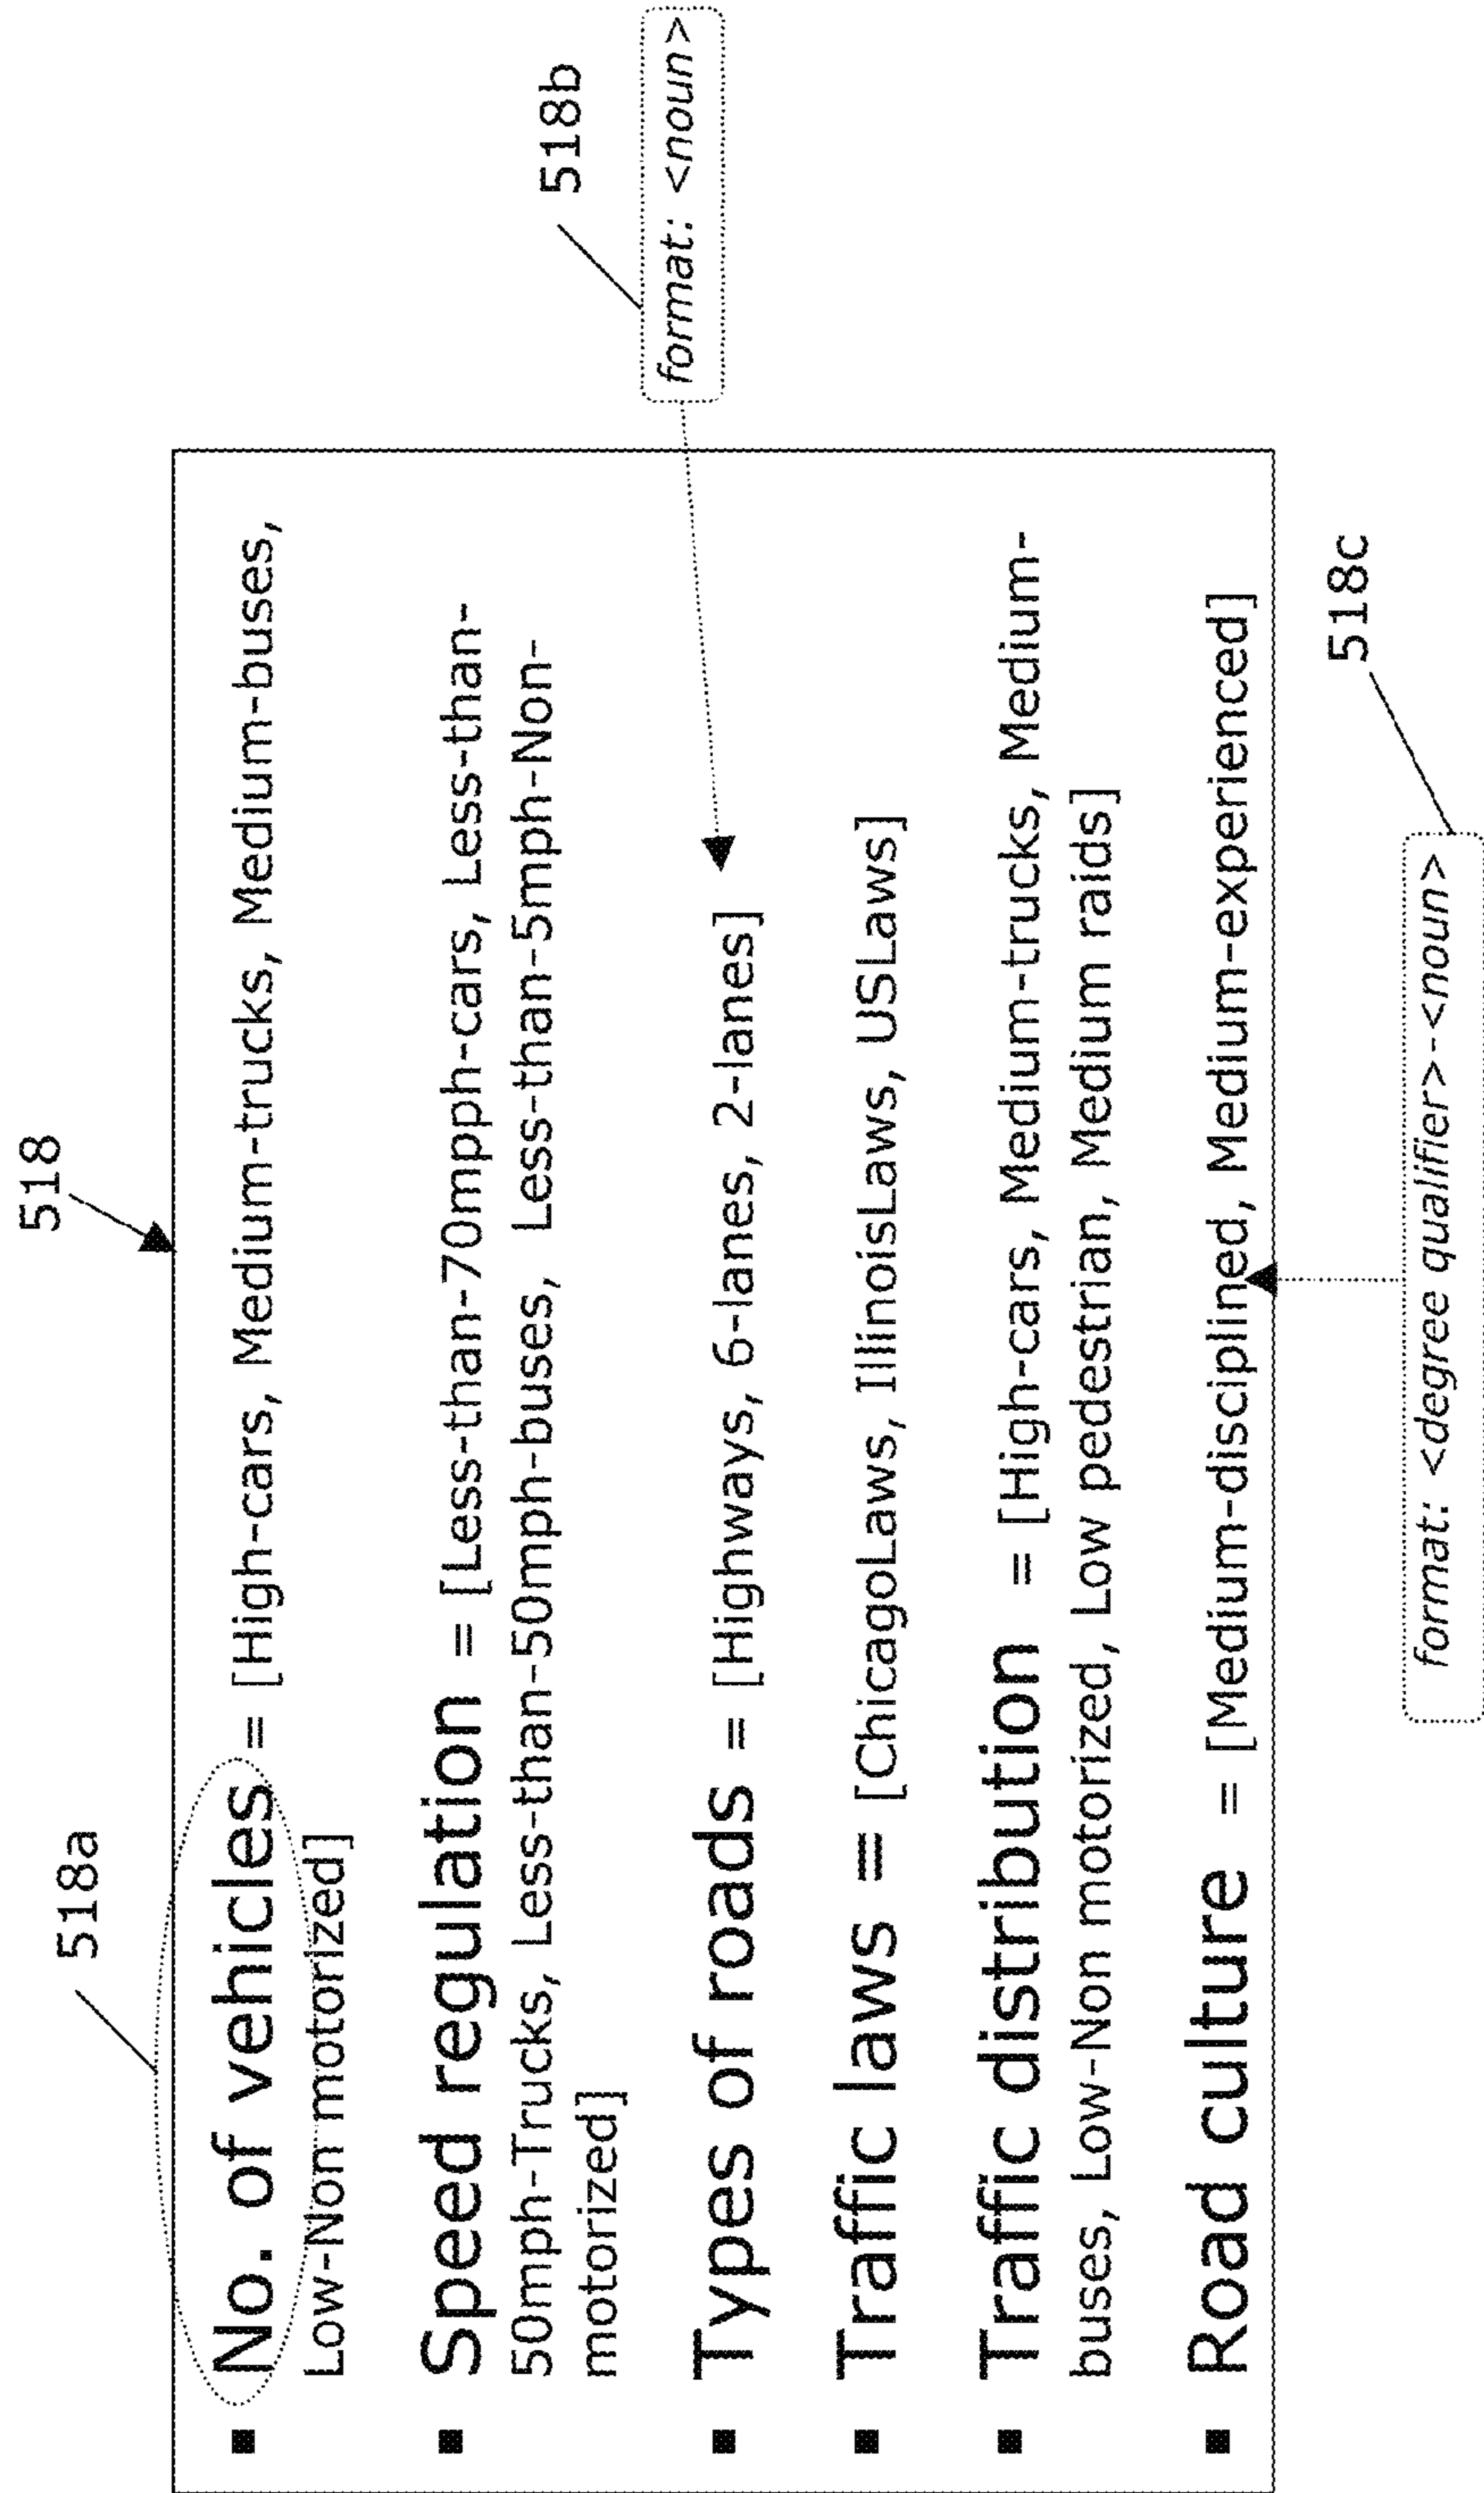 518
518a
518b
format: <noun>
▪ No. of vehicles = [High-cars, Medium-trucks, Medium-buses,
Low-Non motorized]
▪ Speed regulation = [Less-than-70mpph-cars, Less-than-
50mph-Trucks, Less-than-50mph-buses, Less-than-5mph-Non-
motorized]
▪ Types of roads = [Highways, 6-lanes, 2-lanes]
▪ Traffic laws = [ChicagoLaws, IllinoisLaws, USLaws]
▪ Traffic distribution = [High-cars, Medium-trucks, Medium-
buses, Low-Non motorized, Low pedestrian, Medium raids]
▪ Road culture = [Medium-disciplined, Medium-experienced]
518c
format: <degree qualifier>-<noun>